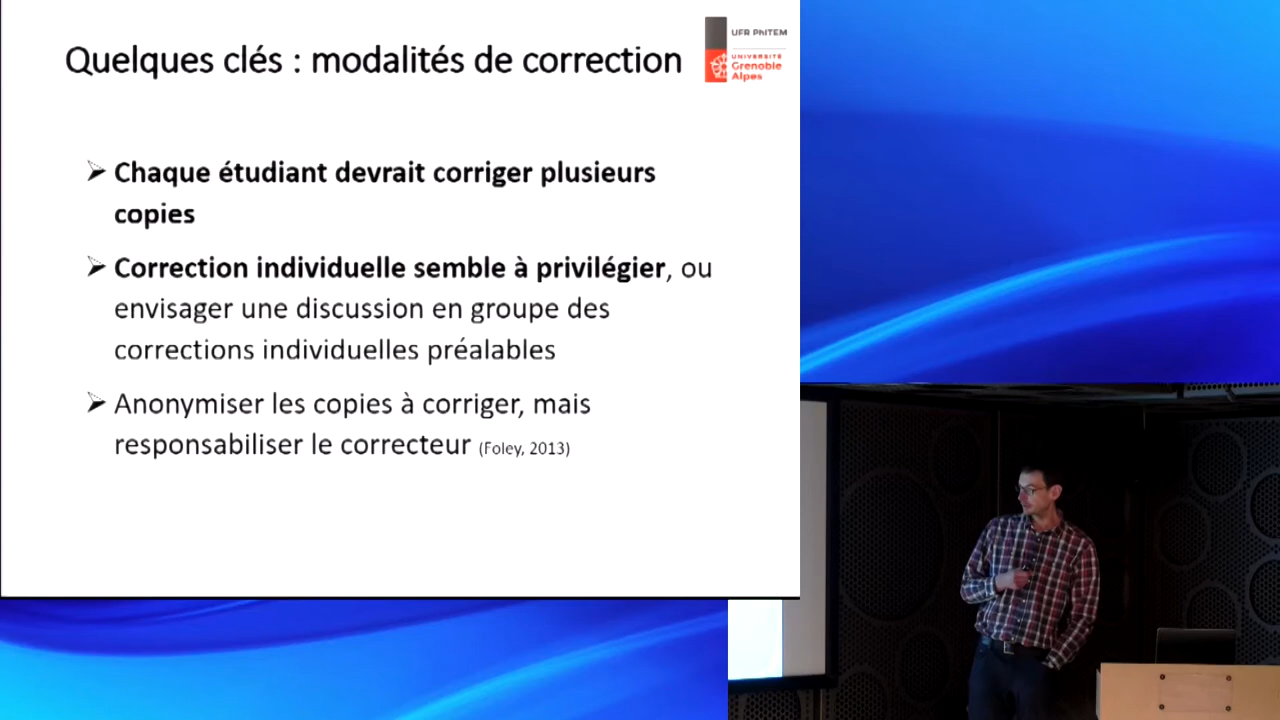 Quelques clés : modalités de correction
UFR PhITEM
UNIVERSITÉ
Grenoble
Alpes
➢ Chaque étudiant devrait corriger plusieurs
copies
➢ Correction individuelle semble à privilégier, ou
envisager une discussion en groupe des
corrections individuelles préalables
➢ Anonymiser les copies à corriger, mais
responsabiliser le correcteur (Foley, 2013)